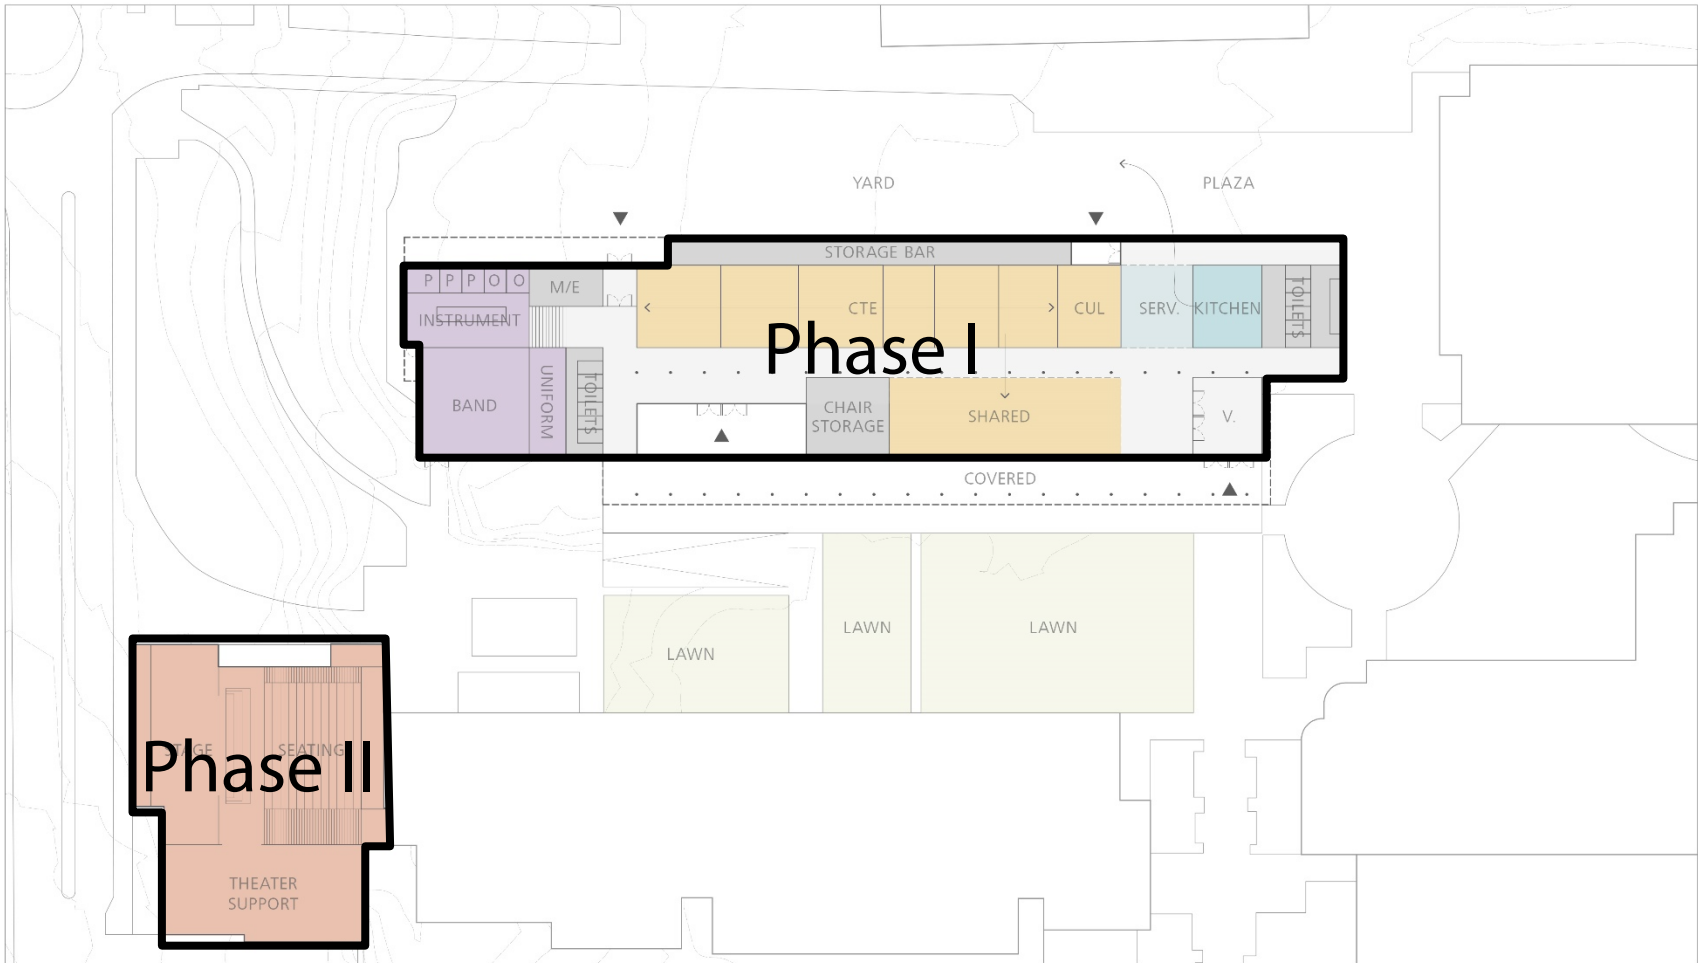 YARD
PLAZA
STORAGE BAR
P P P O O
M/E
INSTRUMENT
CTE
CUL
SERV.
KITCHEN
TOILETS
Phase I
BAND
UNIFORM
TOILETS
CHAIR
STORAGE
SHARED
V.
COVERED
LAWN
LAWN
LAWN
STAGE
SEATING
Phase II
THEATER
SUPPORT